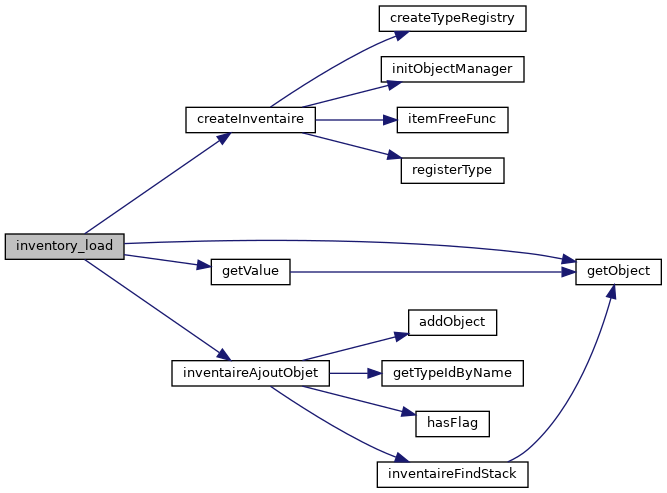 createTypeRegistry
initObjectManager
createInventaire
itemFreeFunc
registerType
inventory_load
getValue
getObject
addObject
inventaireAjoutObjet
getTypeIdByName
hasFlag
inventaireFindStack